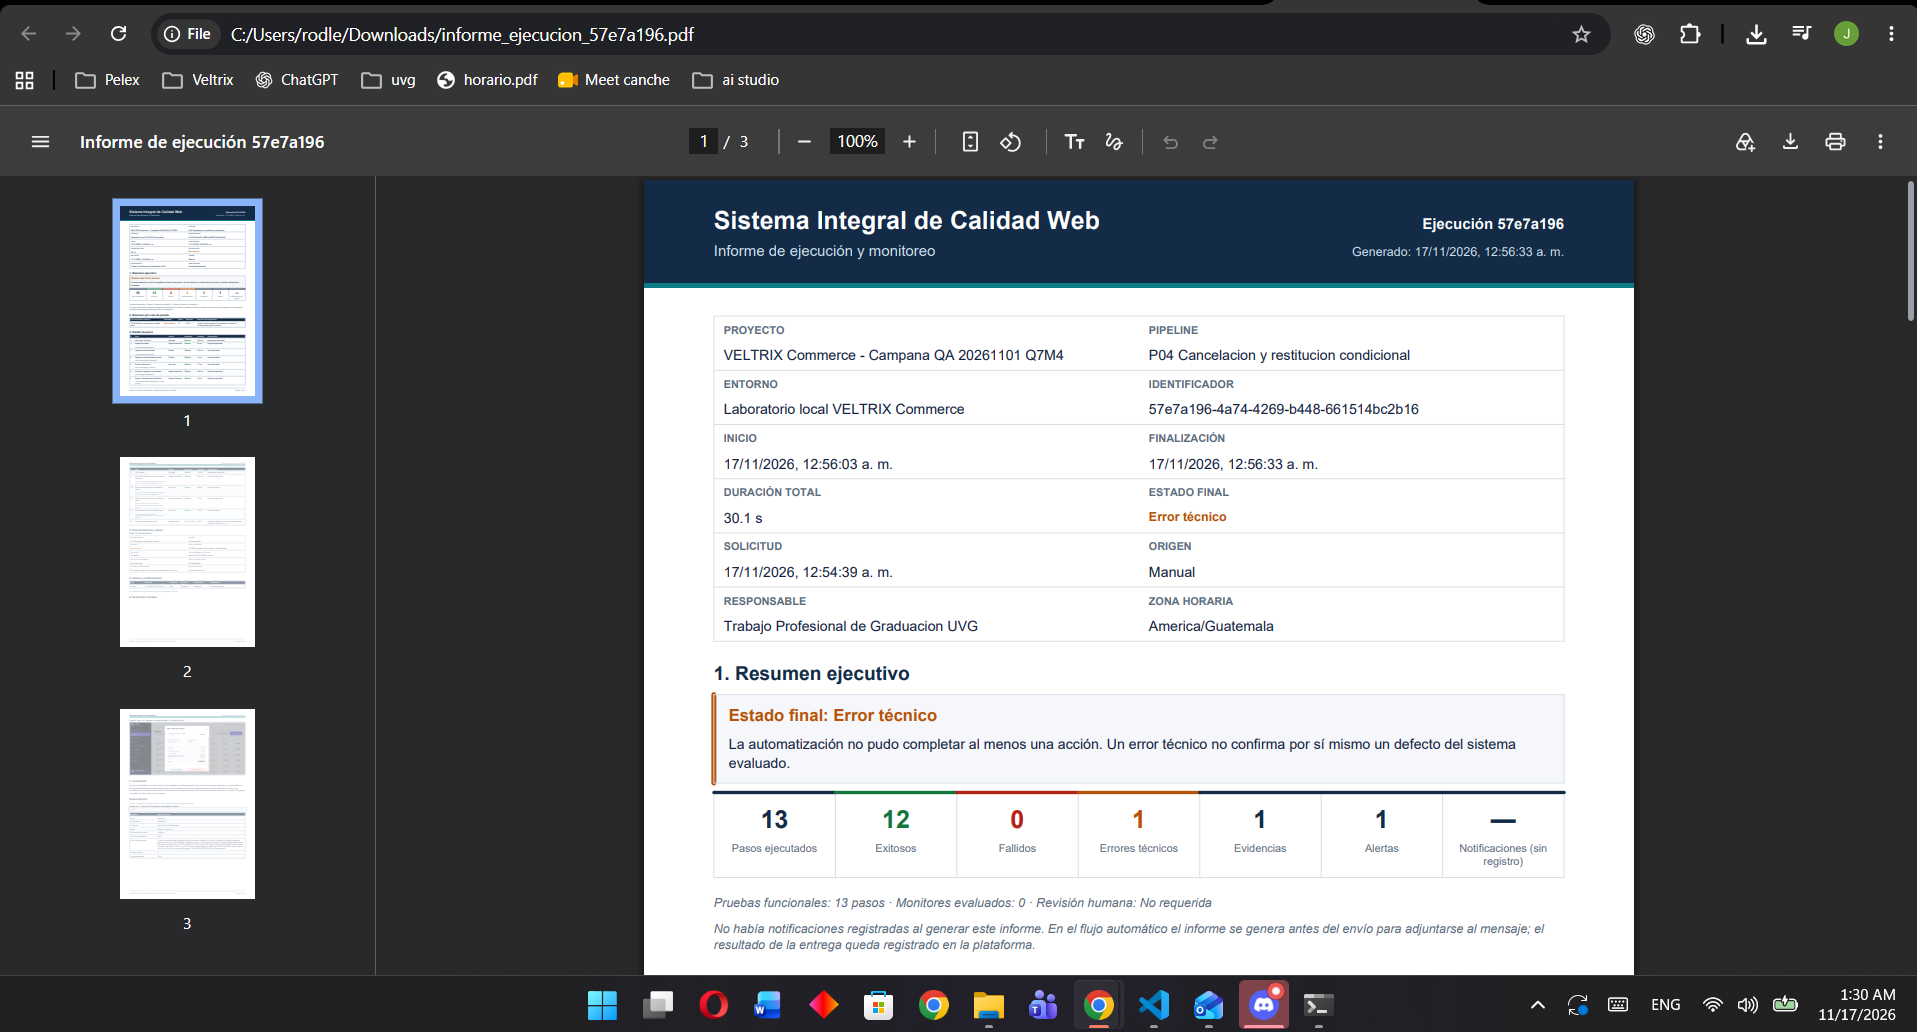 File
C:/Users/rodle/Downloads/informe_ejecucion_57e7a196.pdf
J
Pelex
Veltrix
ChatGPT
uvg
horario.pdf
Meet canche
ai studio
Informe de ejecución 57e7a196
1 / 3
100%
1
2
3
Sistema Integral de Calidad Web
Ejecución 57e7a196
Informe de ejecución y monitoreo
Generado: 17/11/2026, 12:56:33 a. m.
PROYECTO
VELTRIX Commerce - Campana QA 20261101 Q7M4
PIPELINE
P04 Cancelacion y restitucion condicional
ENTORNO
Laboratorio local VELTRIX Commerce
IDENTIFICADOR
57e7a196-4a74-4269-b448-661514bc2b16
INICIO
17/11/2026, 12:56:03 a. m.
FINALIZACIÓN
17/11/2026, 12:56:33 a. m.
DURACIÓN TOTAL
30.1 s
ESTADO FINAL
Error técnico
SOLICITUD
17/11/2026, 12:54:39 a. m.
ORIGEN
Manual
RESPONSABLE
Trabajo Profesional de Graduacion UVG
ZONA HORARIA
America/Guatemala
1. Resumen ejecutivo
Estado final: Error técnico
La automatización no pudo completar al menos una acción. Un error técnico no confirma por sí mismo un defecto del sistema
evaluado.
13
Pasos ejecutados
12
Exitosos
0
Fallidos
1
Errores técnicos
1
Evidencias
1
Alertas
—
Notificaciones (sin
registro)
Pruebas funcionales: 13 pasos · Monitores evaluados: 0 · Revisión humana: No requerida
No había notificaciones registradas al generar este informe. En el flujo automático el informe se genera antes del envío para adjuntarse al mensaje; el
resultado de la entrega queda registrado en la plataforma.
ENG
1:30 AM
11/17/2026